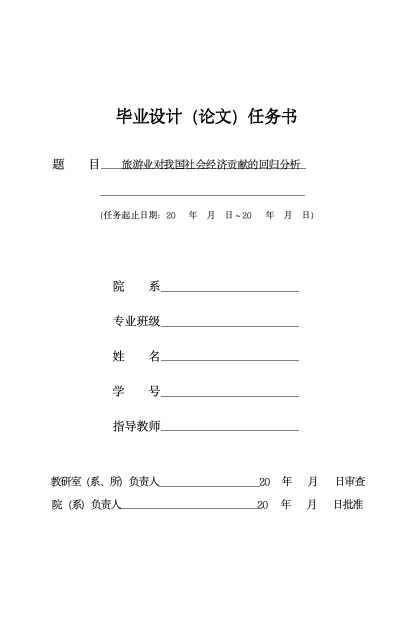 毕业设计（论文）任务书
题 目 旅游业对我国社会经济贡献的回归分析
（任务起止日期: 20 年 月 日 ~ 20 年 月 日）
院 系
专业班级
姓 名
学 号
指导教师
教研室（系、所）负责人 20 年 月 日审查
院（系）负责人 20 年 月 日批准